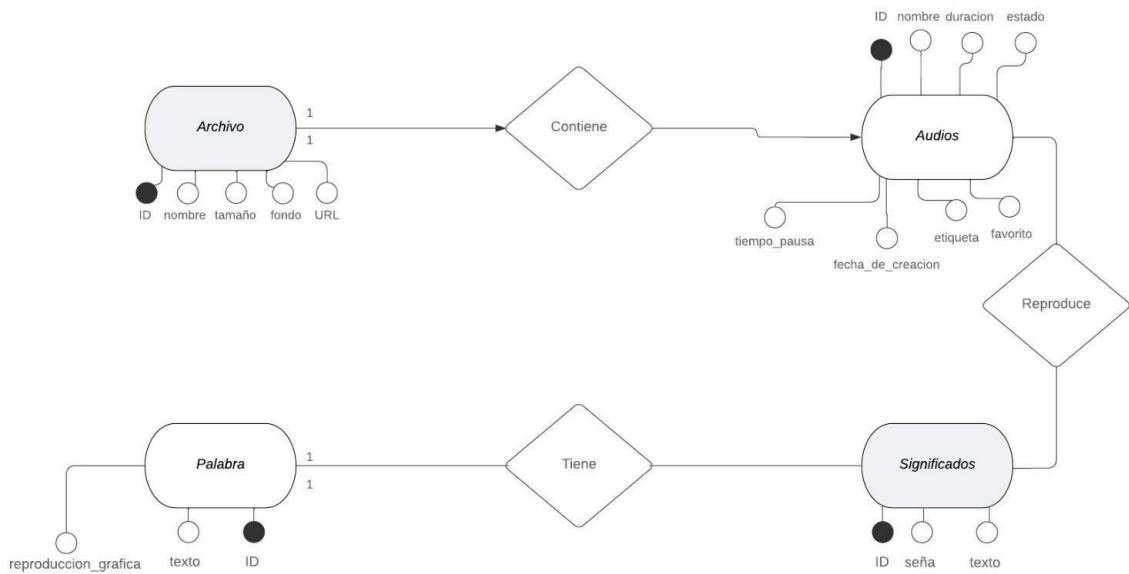 ID nombre duracion estado
Archivo
1
1
Contiene
Audios
ID nombre tamaño fondo URL
tiempo_pausa
fecha_de_creacion
etiqueta
favorito
Reproduce
Palabra
1
1
Tiene
Significados
reproduccion_grafica
texto
ID
ID
seña
texto